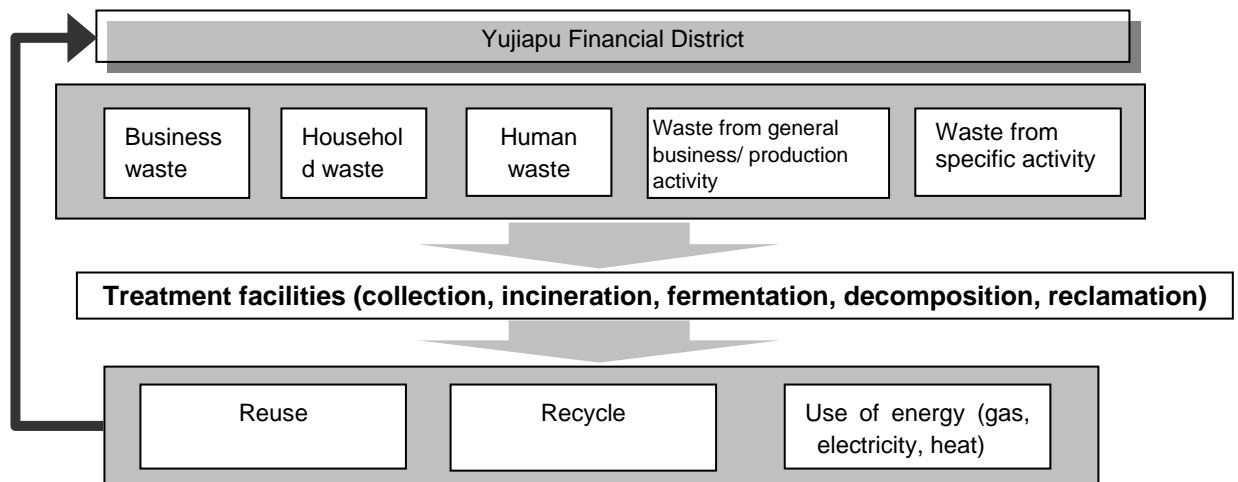 Yujiapu Financial District
Business
waste
Househol
d waste
Human
waste
Waste from general
business/ production
activity
Waste from
specific activity
Treatment facilities (collection, incineration, fermentation, decomposition, reclamation)
Reuse
Recycle
Use of energy (gas,
electricity, heat)